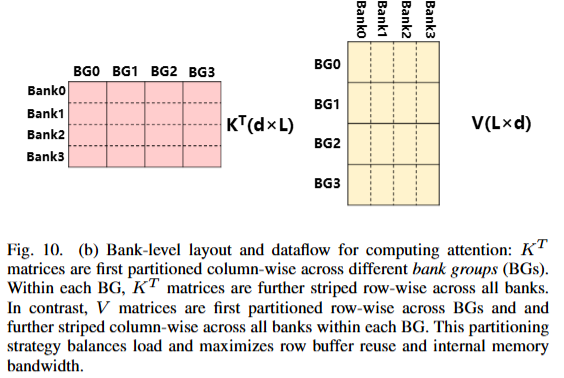 BG0 BG1 BG2 BG3
Bank0
Bank1
Bank2
Bank3
K^T(d×L)
Bank0
Bank1
Bank2
Bank3
BG0
BG1
BG2
BG3
V(L×d)
Fig. 10. (b) Bank-level layout and dataflow for computing attention: K^T
matrices are first partitioned column-wise across different bank groups (BGs).
Within each BG, K^T matrices are further striped row-wise across all banks.
In contrast, V matrices are first partitioned row-wise across BGs and and
further striped column-wise across all banks within each BG. This partitioning
strategy balances load and maximizes row buffer reuse and internal memory
bandwidth.